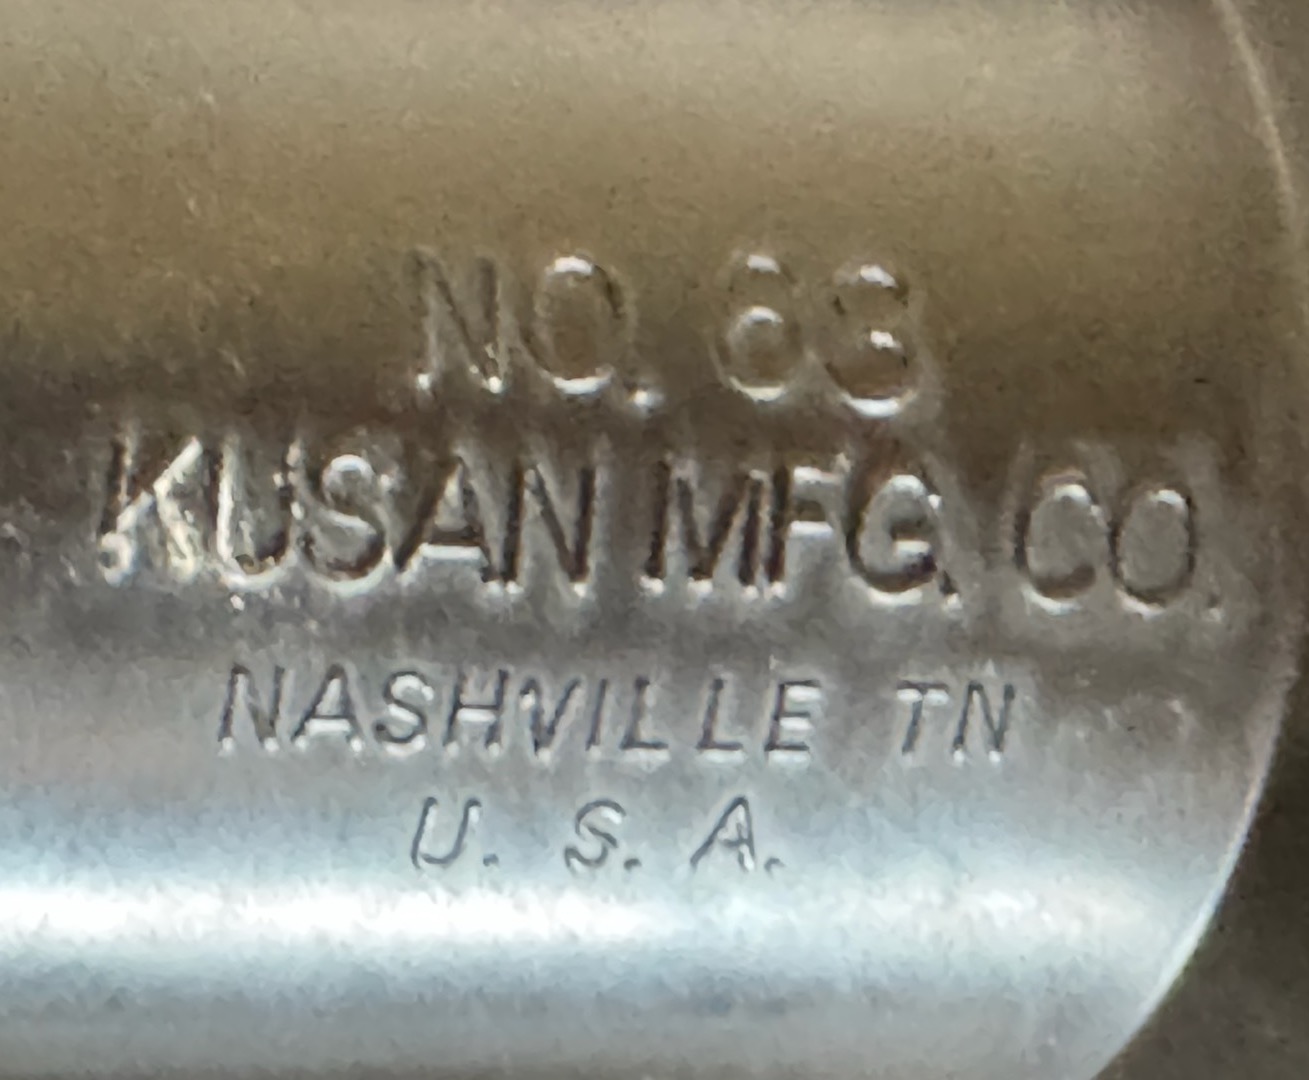 NO. 68
KUSAN MFG. CO.
NASHVILLE TN
U. S. A.